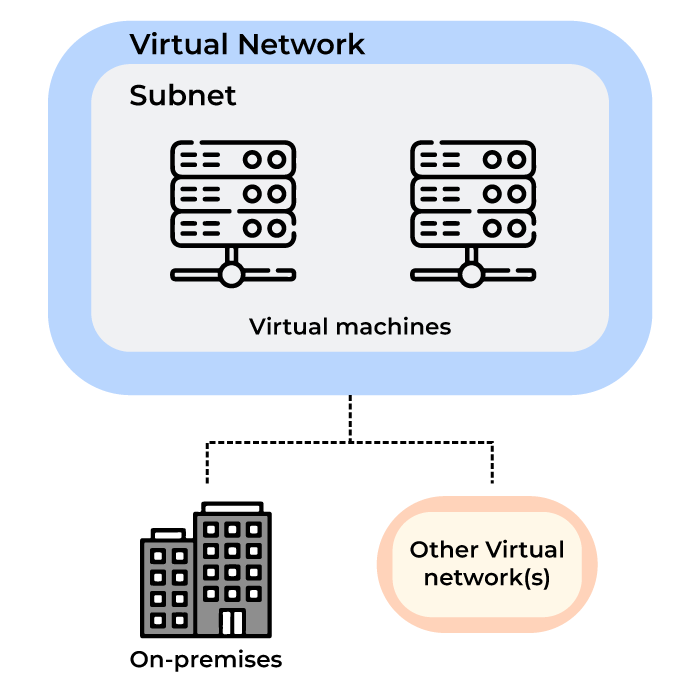 Virtual Network
Subnet
Virtual machines
Other Virtual
network(s)
On-premises